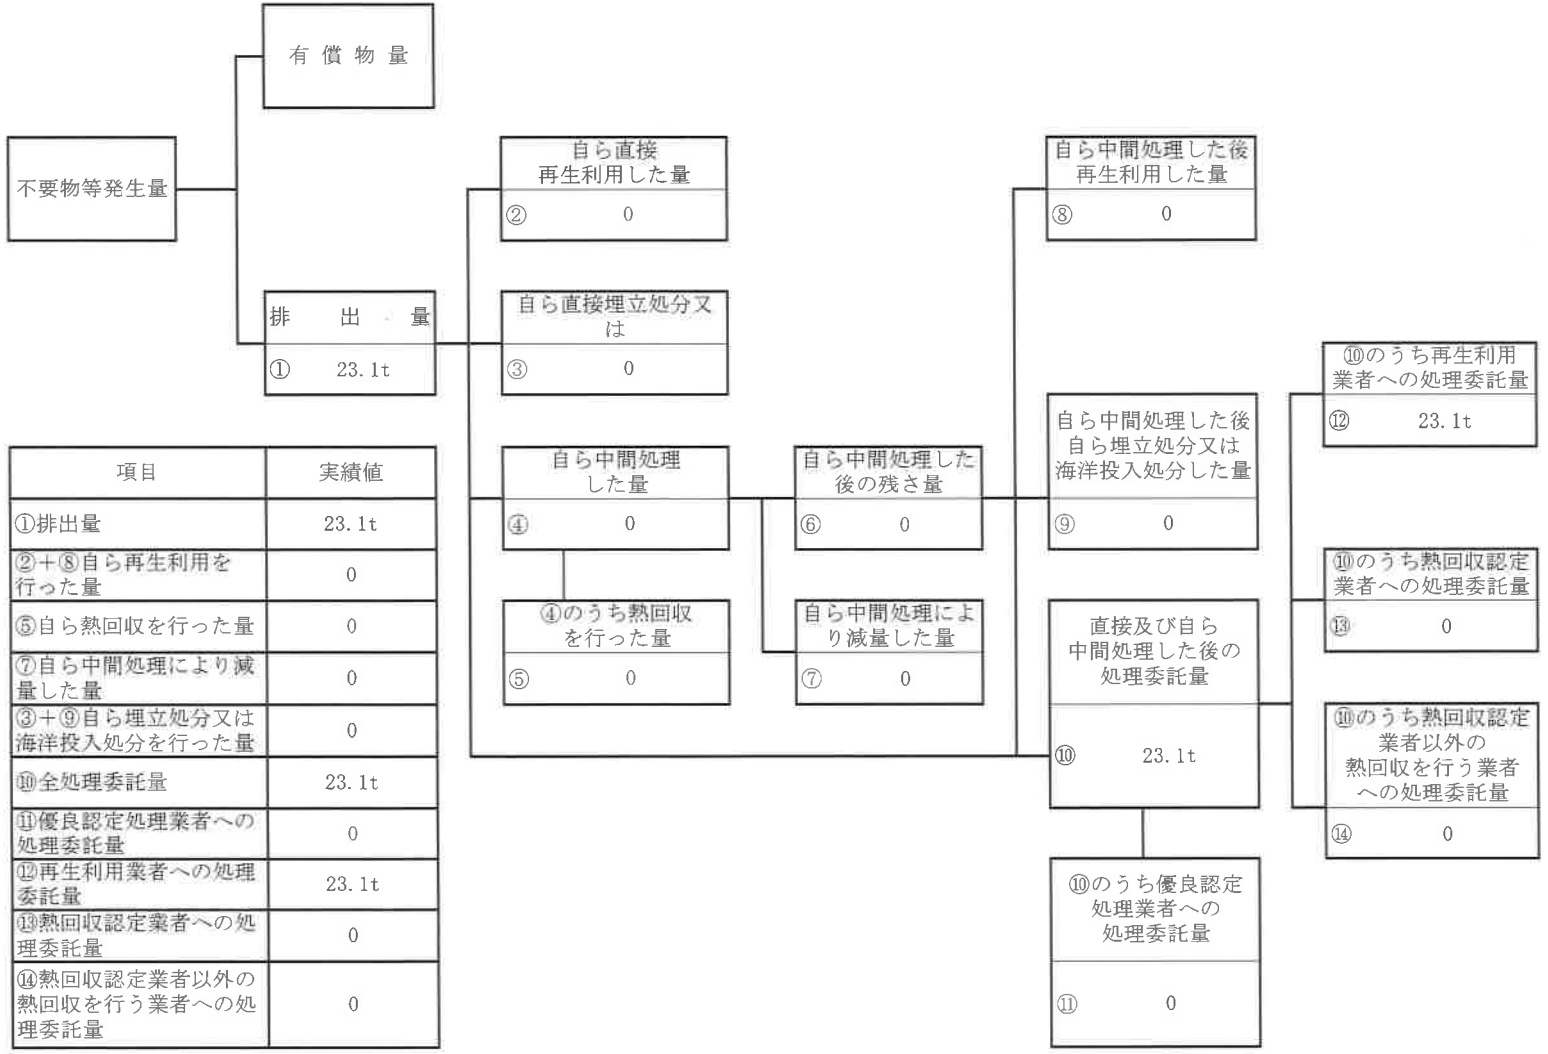 有償物量
不要物等発生量
排出量
① 23.1t
自ら直接
再生利用した量
② 0
自ら直接埋立処分又
は
③ 0
自ら中間処理
した量
④ 0
④のうち熱回収
を行った量
⑤ 0
自ら中間処理した
後の残さ量
⑥ 0
自ら中間処理によ
り減量した量
⑦ 0
自ら中間処理した後
再生利用した量
⑧ 0
自ら中間処理した後
自ら埋立処分又は
海洋投入処分した量
⑨ 0
直接及び自ら
中間処理した後の
処理委託量
⑩ 23.1t
⑩のうち優良認定
処理業者への
処理委託量
⑪ 0
⑩のうち再生利用
業者への処理委託量
⑫ 23.1t
⑩のうち熱回収認定
業者への処理委託量
⑬ 0
⑩のうち熱回収認定
業者以外の
熱回収を行う業者
への処理委託量
⑭ 0
項目 実績値
①排出量 23.1t
②＋⑧自ら再生利用を
行った量 0
⑤自ら熱回収を行った量 0
⑦自ら中間処理により減
量した量 0
③＋⑨自ら埋立処分又は
海洋投入処分を行った量 0
⑩全処理委託量 23.1t
⑪優良認定処理業者への
処理委託量 0
⑫再生利用業者への処理
委託量 23.1t
⑬熱回収認定業者への処
理委託量 0
⑭熱回収認定業者以外の
熱回収を行う業者への処
理委託量 0